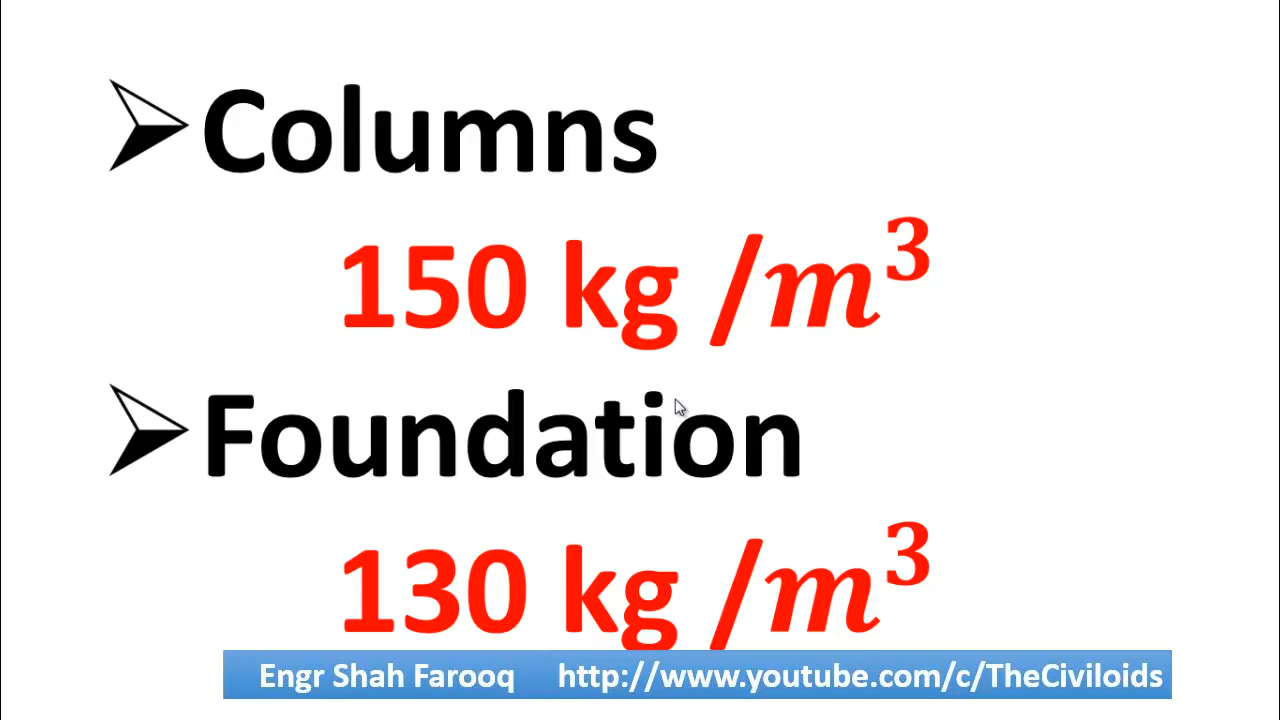 Columns
150 kg /m³
Foundation
130 kg /m³
Engr Shah Farooq http://www.youtube.com/c/TheCiviloids